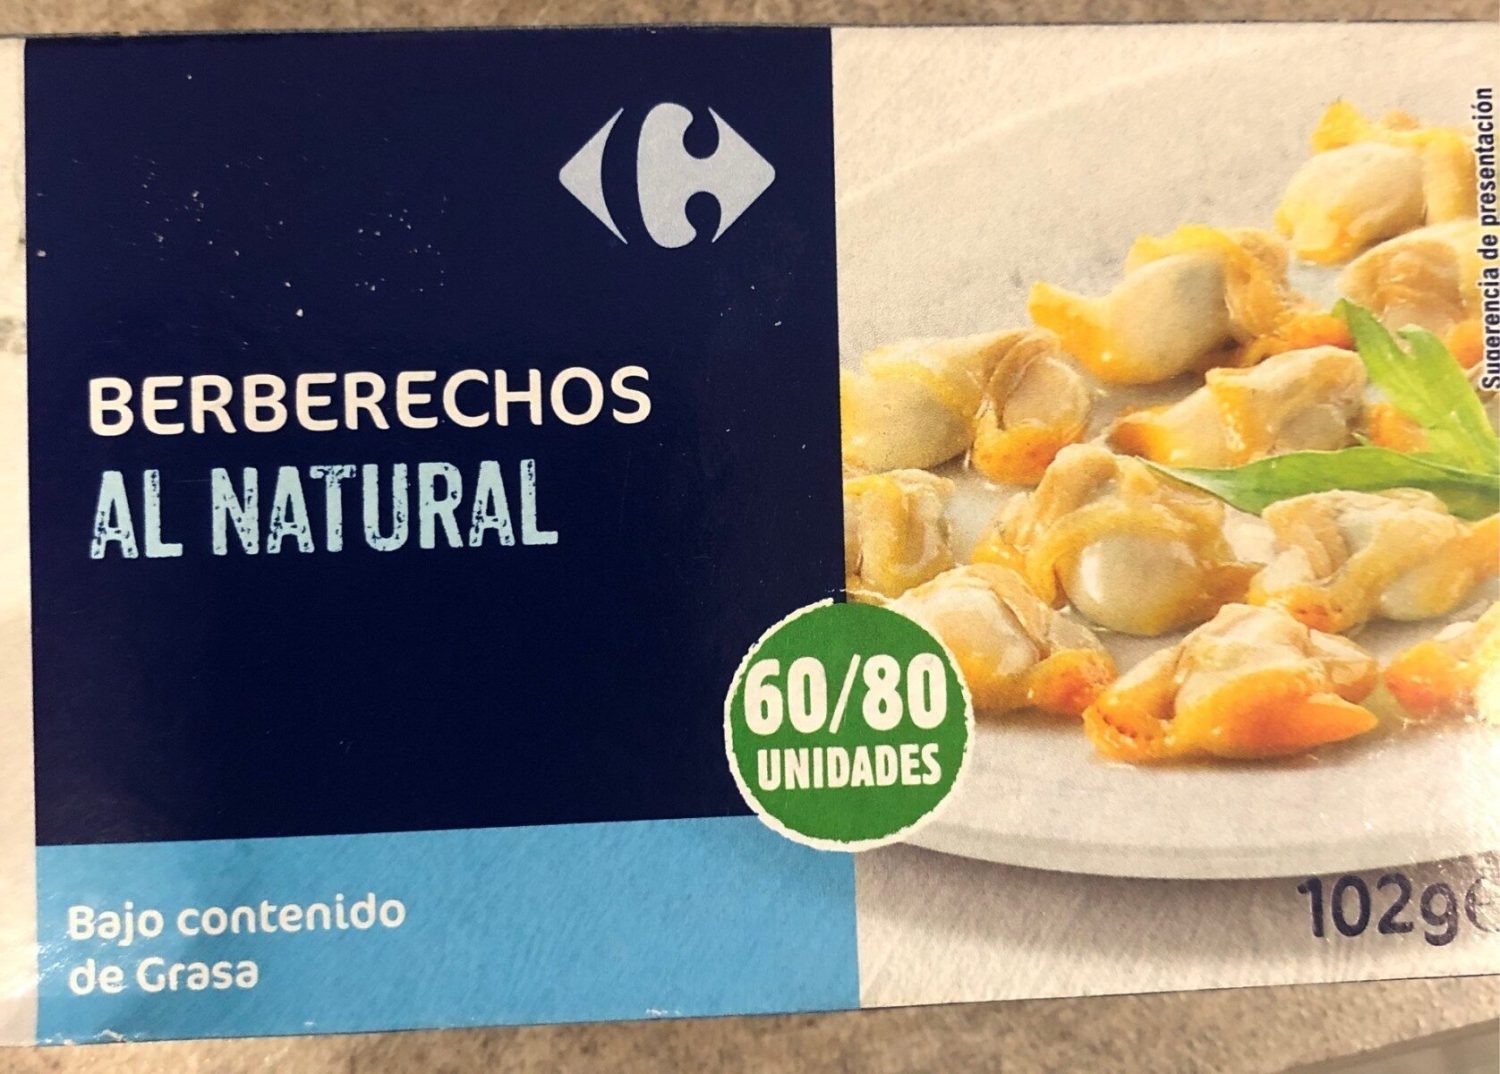 BERBERECHOS
AL NATURAL
60/80
UNIDADES
Bajo contenido
de Grasa
102g℮
Sugerencia de presentación